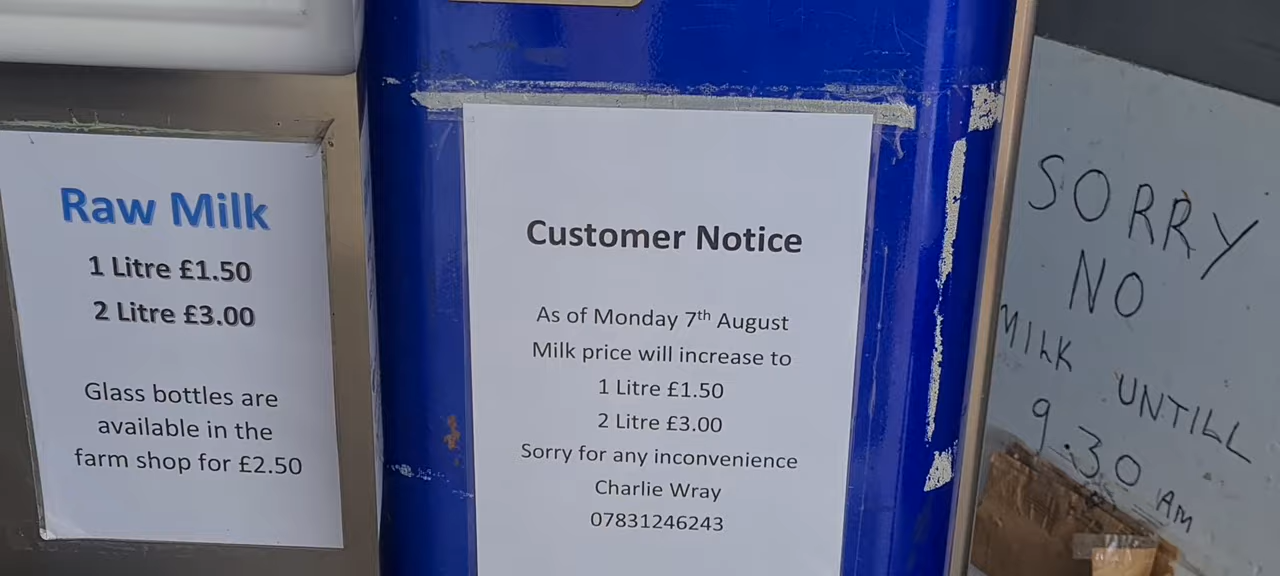 Raw Milk
1 Litre £1.50
2 Litre £3.00
Glass bottles are
available in the
farm shop for £2.50
Customer Notice
As of Monday 7th August
Milk price will increase to
1 Litre £1.50
2 Litre £3.00
Sorry for any inconvenience
Charlie Wray
07831246243
SORRY
NO
MILK UNTILL
9.30 AM